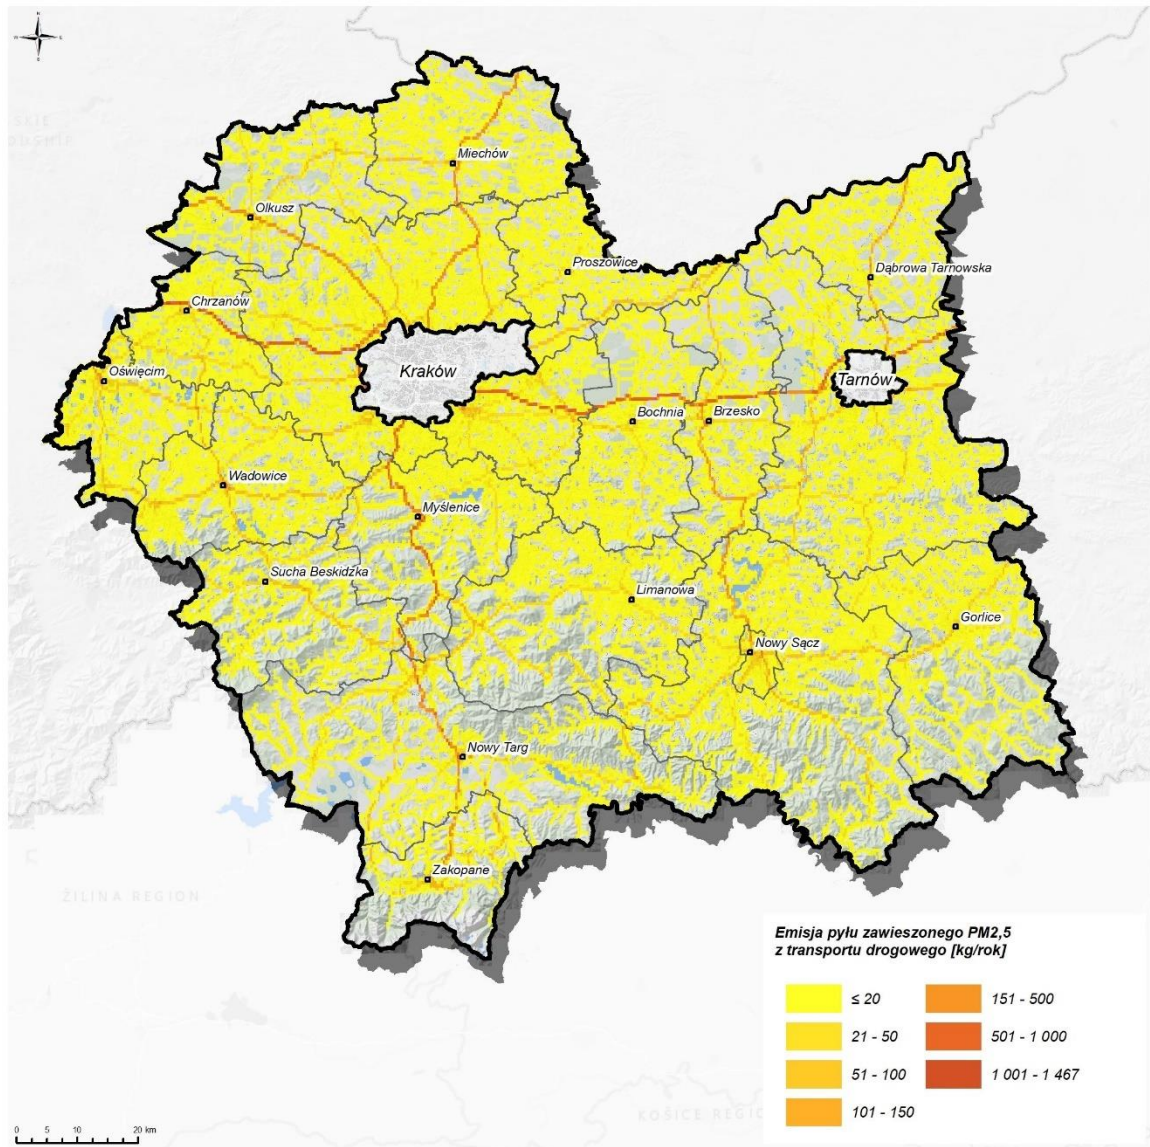 SKIE
Miechów
Olkusz
Proszowice
Dąbrowa Tarnowska
Chrzanów
Kraków
Oświęcim
Tarnów
Bochnia
Brzesko
Wadowice
Myślenice
Sucha Beskidzka
Limanowa
Gorlice
Nowy Sącz
Nowy Targ
Zakopane
ŽILINA REGION
Emisja pyłu zawieszonego PM2,5
z transportu drogowego [kg/rok]
≤ 20
151 - 500
21 - 50
501 - 1 000
51 - 100
1 001 - 1 467
101 - 150
0 5 10 20 km